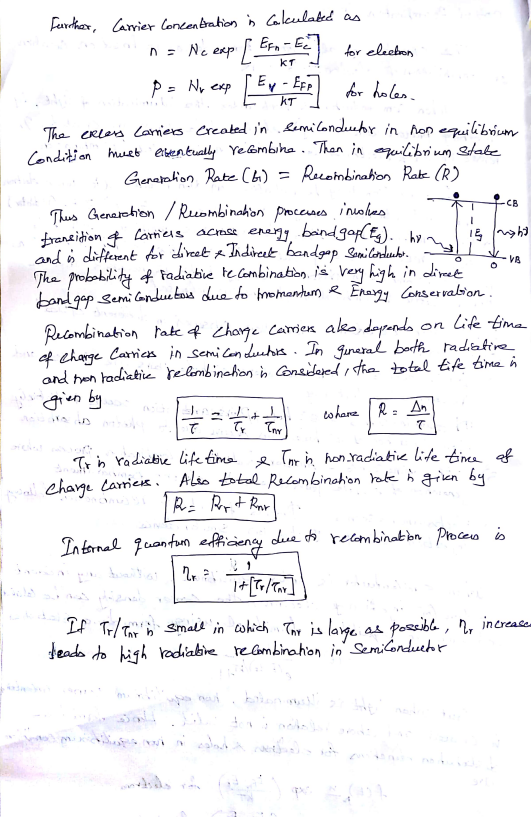 Further, Carrier Concentration is Calculated as
n = Nc exp [ EFn - Ec / KT ] for electron
P = Nv exp [ Ev - EFP / KT ] for holes.
The excess Carriers Created in Semiconductor in non equilibrium
Condition must eventually recombine. Then in equilibrium State
Generation Rate (G) = Recombination Rate (R)
Thus Generation / Recombination processes involves
transition of Carriers across energy bandgap (Eg).
and is different for direct & Indirect bandgap Semiconductor.
CB
hν
Eg
hν
VB
The probability of radiative recombination is very high in direct
band gap Semiconductors due to momentum & Energy Conservation.
Recombination rate of charge carriers also depends on Life time
of charge Carriers in semiconductors. In general both radiative
and non radiative recombination is Considered, the total life time is
given by
1/τ = 1/τr + 1/τnr where R = Δn/τ
τr is radiative life time & τnr is non.radiative life time of
charge carriers. Also total Recombination rate is given by
R = Rr + Rnr
Internal quantum efficiency due to recombination Process is
ηr = 1 / 1+[τr/τnr]
If τr/τnr is small in which τnr is large as possible, ηr increase
leads to high radiative recombination in Semiconductor